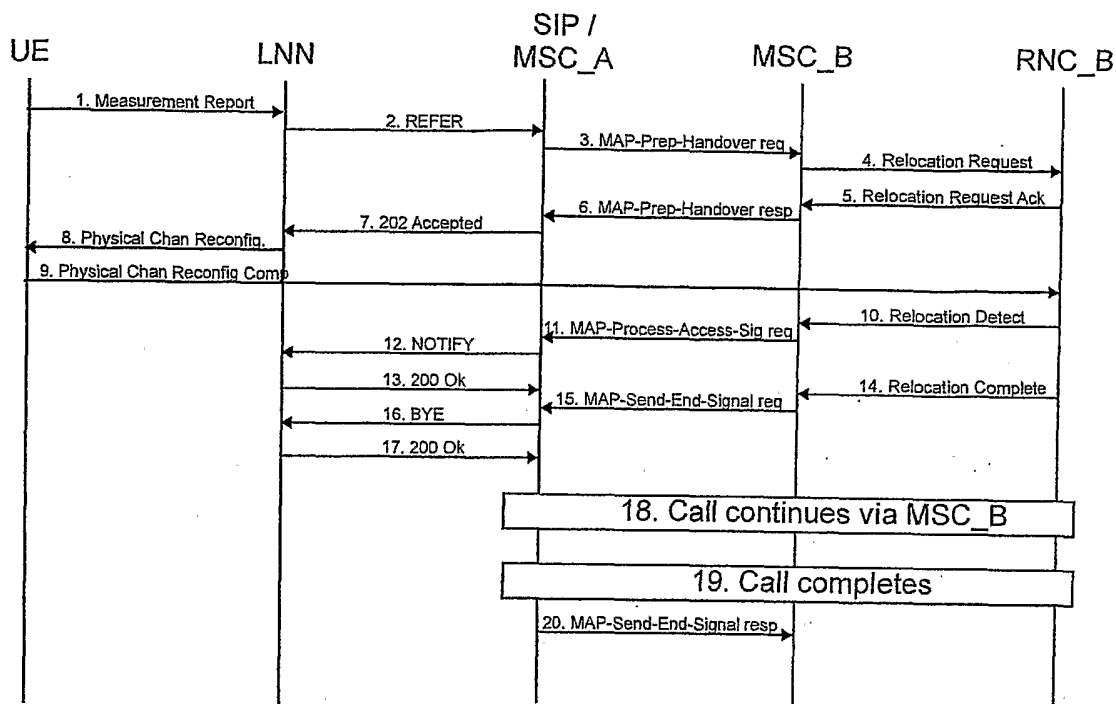 UE
LNN
SIP /
MSC_A
MSC_B
RNC_B
1. Measurement Report
2. REFER
3. MAP-Prep-Handover req
4. Relocation Request
5. Relocation Request Ack
6. MAP-Prep-Handover resp
7. 202 Accepted
8. Physical Chan Reconfig.
9. Physical Chan Reconfig Comp
10. Relocation Detect
11. MAP-Process-Access-Sig req
12. NOTIFY
13. 200 Ok
14. Relocation Complete
15. MAP-Send-End-Signal req
16. BYE
17. 200 Ok
18. Call continues via MSC_B
19. Call completes
20. MAP-Send-End-Signal resp